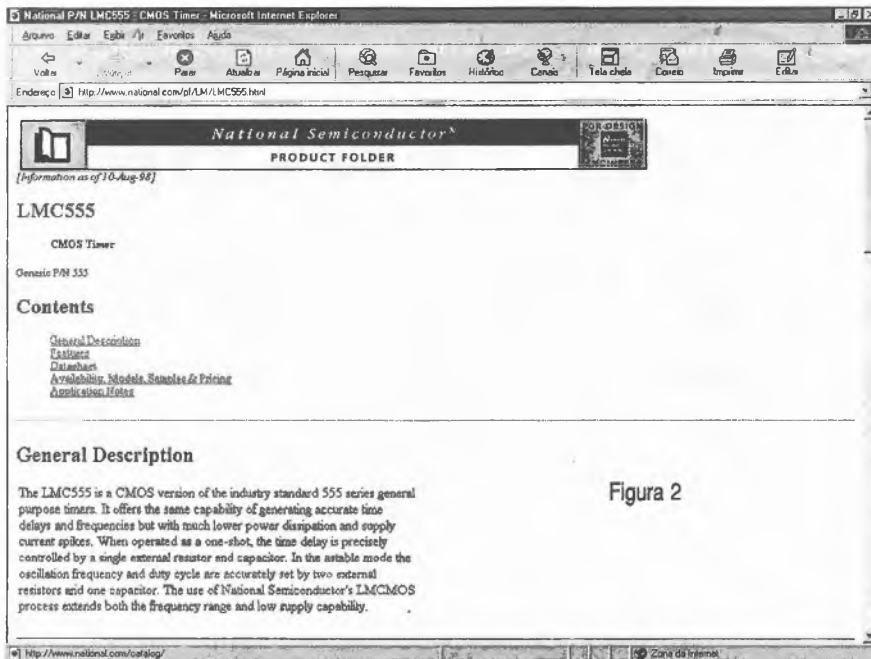 National P/N LMC555 - CMOS Timer - Microsoft Internet Explorer
Arquivo Editar Exibir Ir Favoritos Ajuda
Voltar Parar Atualizar Página inicial Pesquisar Favoritos Histórico Canais Tela cheia Correio Imprimir Editar
Endereço http://www.national.com/pf/LM/LMC555.html
National Semiconductor
PRODUCT FOLDER
FOR DESIGN
ENGINEERS
[Information as of 10-Aug-98]
LMC555
CMOS Timer
Generic P/N 555
Contents
General Description
Features
Datasheet
Availability, Models, Samples & Pricing
Application Notes
General Description
The LMC555 is a CMOS version of the industry standard 555 series general
purpose timers. It offers the same capability of generating accurate time
delays and frequencies but with much lower power dissipation and supply
current spikes. When operated as a one-shot, the time delay is precisely
controlled by a single external resistor and capacitor. In the astable mode the
oscillation frequency and duty cycle are accurately set by two external
resistors and one capacitor. The use of National Semiconductor's LMCMOS
process extends both the frequency range and low supply capability.
Figura 2
http://www.national.com/catalog/
Zona da Internet